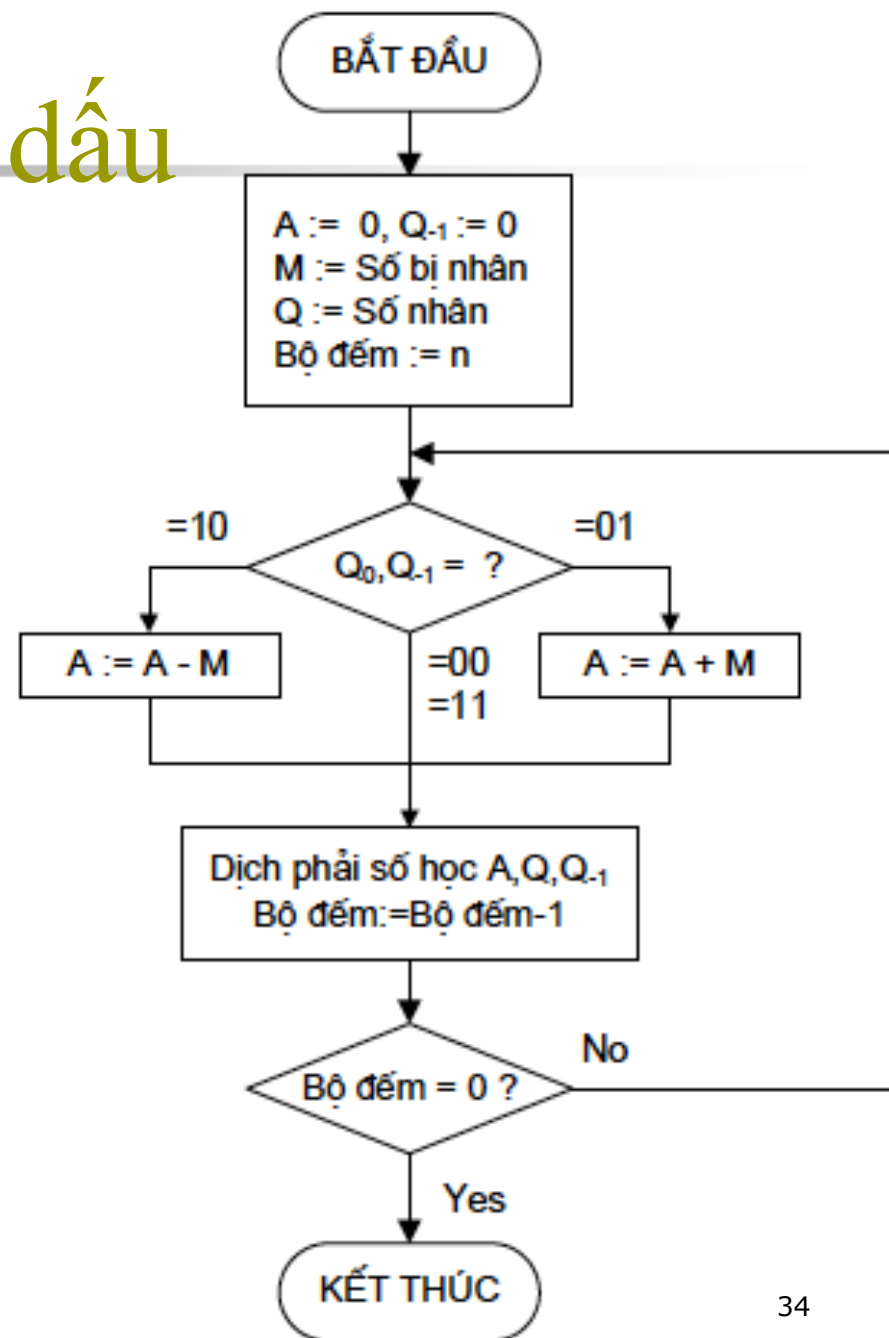 BẮT ĐẦU
dấu
A := 0, Q₋₁ := 0
M := Số bị nhân
Q := Số nhân
Bộ đếm := n
=10
=01
Q₀,Q₋₁ = ?
A := A - M
=00
=11
A := A + M
Dịch phải số học A,Q,Q₋₁
Bộ đếm:=Bộ đếm-1
No
Bộ đếm = 0 ?
Yes
KẾT THÚC
34